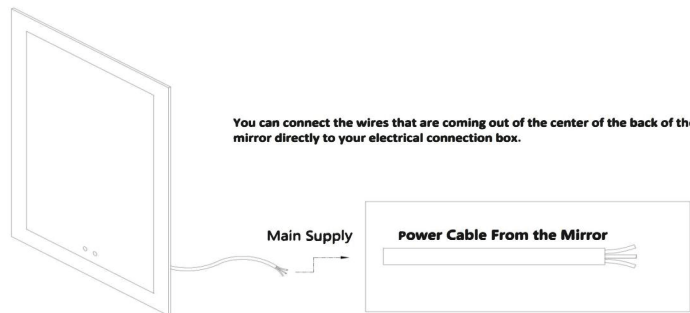 You can connect the wires that are coming out of the center of the back of the
mirror directly to your electrical connection box.
Main Supply
Power Cable From the Mirror